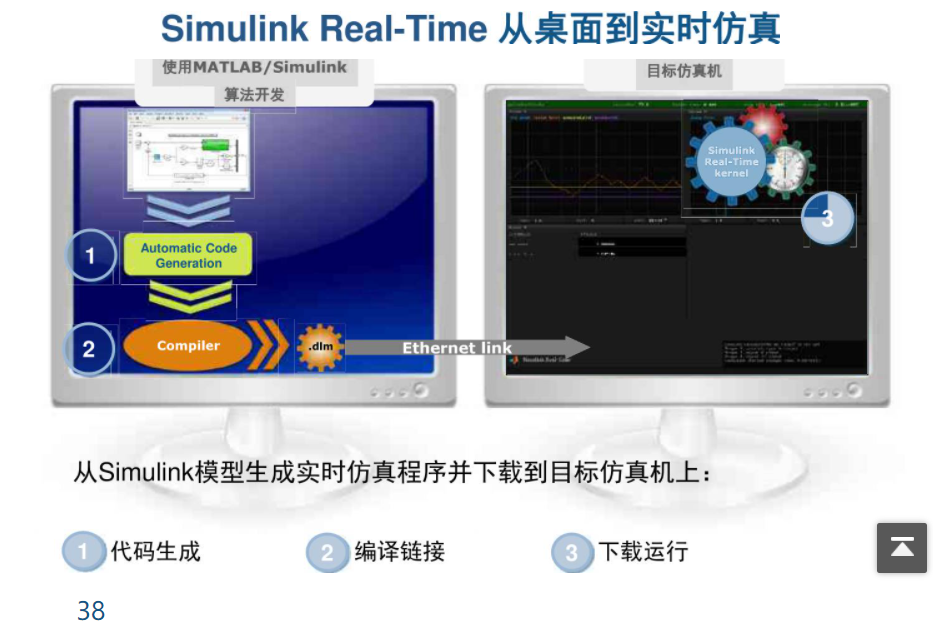 Simulink Real-Time 从桌面到实时仿真
使用MATLAB/Simulink
算法开发
目标仿真机
Simulink
Real-Time
kernel
3
1
Automatic Code
Generation
2
Compiler
.dlm
Ethernet link
Simulink Real-Time
从Simulink模型生成实时仿真程序并下载到目标仿真机上：
1 代码生成
2 编译链接
3 下载运行
38